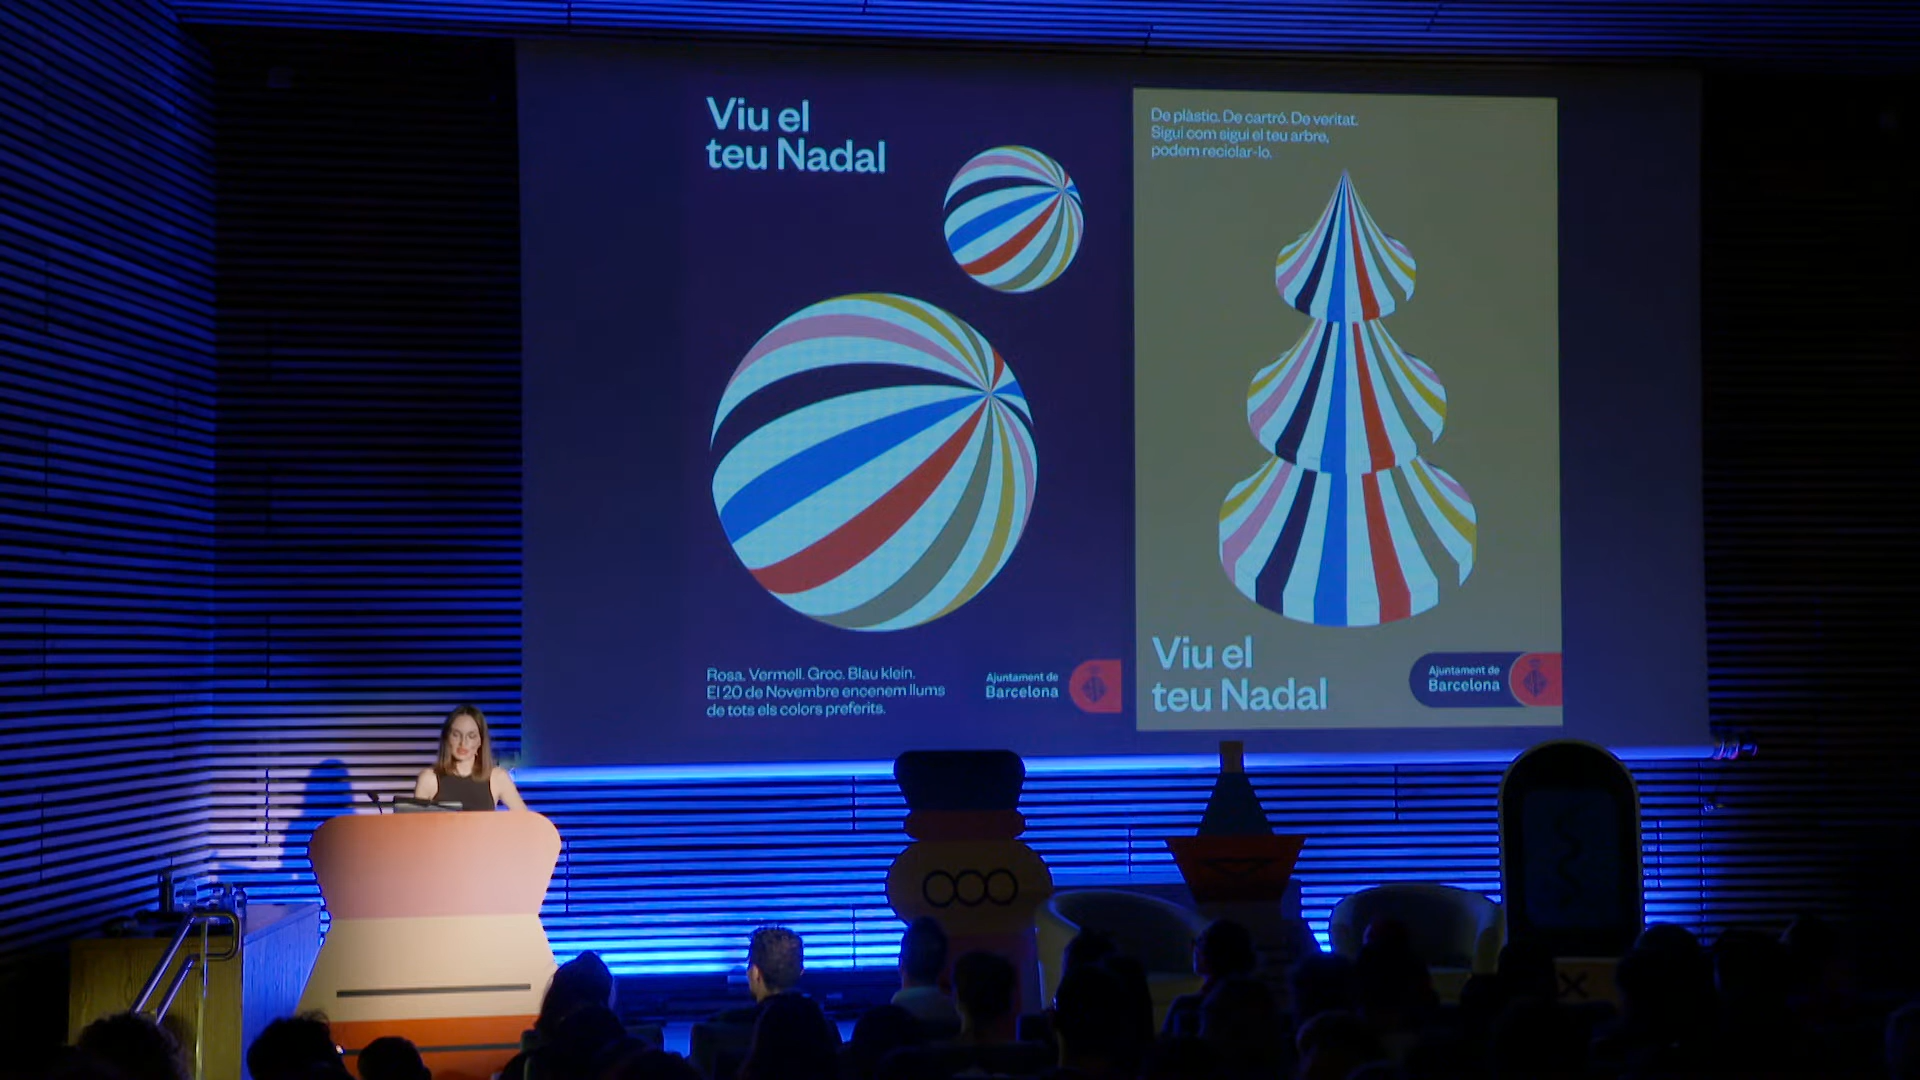 Viu el
teu Nadal
Rosa. Vermell. Groc. Blau klein.
El 20 de Novembre encenem llums
de tots els colors preferits.
Ajuntament de
Barcelona
De plàstic. De cartró. De veritat.
Sigui com sigui el teu arbre,
podem reciclar-lo.
Viu el
teu Nadal
Ajuntament de
Barcelona